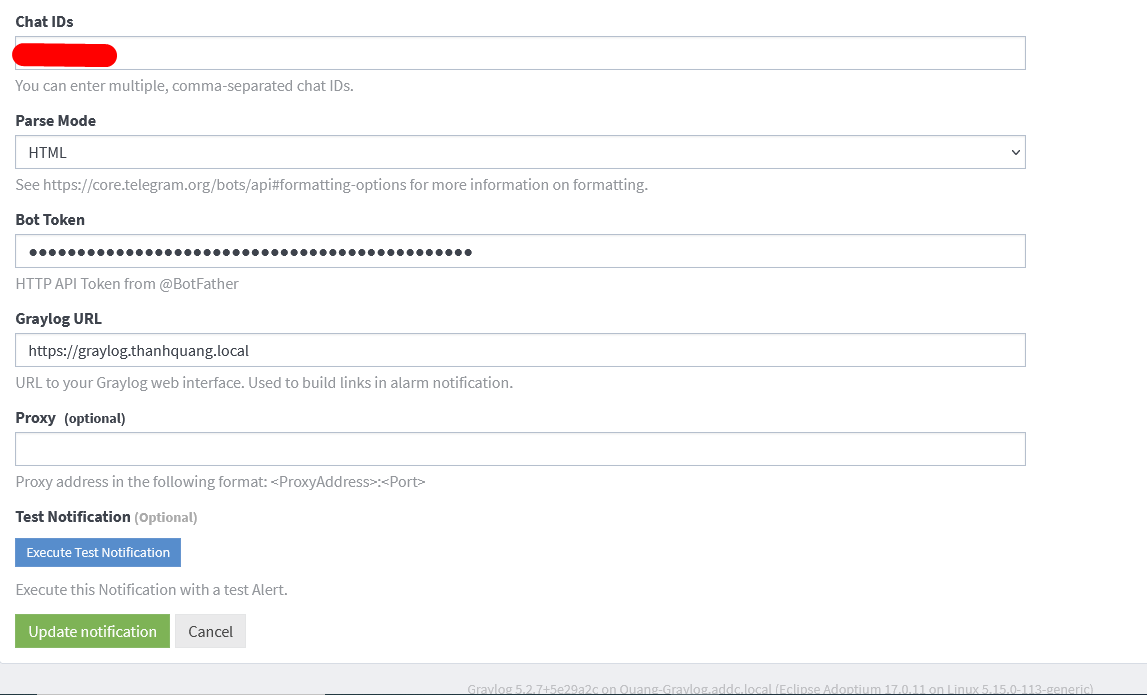 Chat IDs
You can enter multiple, comma-separated chat IDs.
Parse Mode
HTML
See https://core.telegram.org/bots/api#formatting-options for more information on formatting.
Bot Token
HTTP API Token from @BotFather
Graylog URL
https://graylog.thanhquang.local
URL to your Graylog web interface. Used to build links in alarm notification.
Proxy (optional)
Proxy address in the following format: <ProxyAddress>:<Port>
Test Notification (Optional)
Execute Test Notification
Execute this Notification with a test Alert.
Update notification Cancel
Graylog 5.2.7+5e29a2c on Quang-Graylog.addc.local (Eclipse Adoptium 17.0.11 on Linux 5.15.0-113-generic)